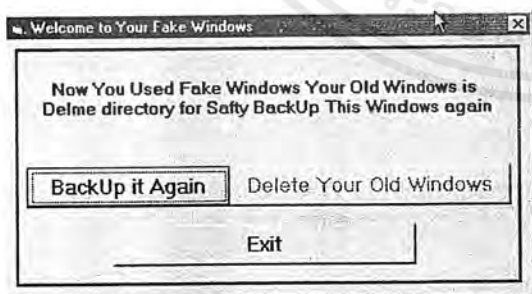 Welcome to Your Fake Windows
Now You Used Fake Windows Your Old Windows is
Delme directory for Safty BackUp This Windows again
BackUp it Again
Delete Your Old Windows
Exit